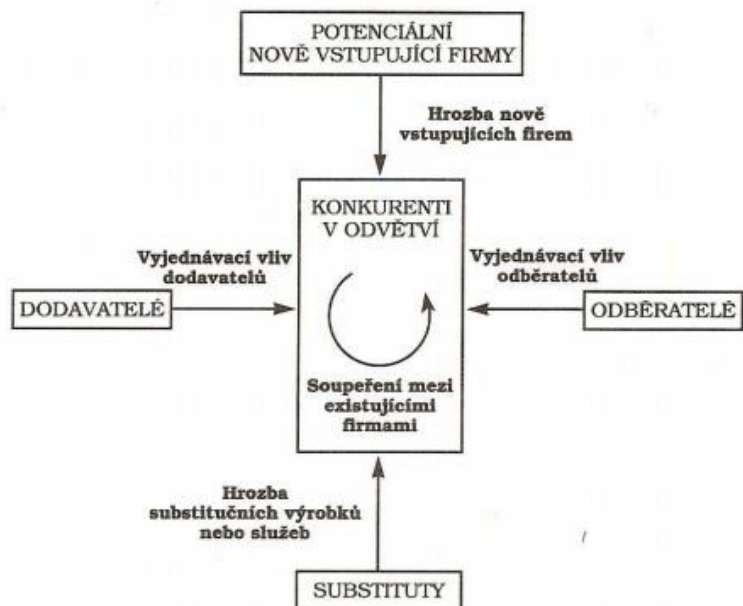 POTENCIÁLNÍ
NOVĚ VSTUPUJÍCÍ FIRMY
Hrozba nově
vstupujících firem
KONKURENTI
V ODVĚTVÍ
Vyjednávací vliv
dodavatelů
Vyjednávací vliv
odběratelů
DODAVATELÉ
ODBĚRATELÉ
Soupeření mezi
existujícími
firmami
Hrozba
substitučních výrobků
nebo služeb
SUBSTITUTY